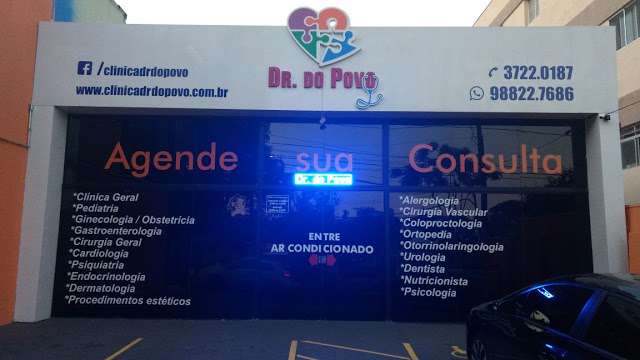 /clinicadrdopovo
www.clinicadrdopovo.com.br
DR. DO POVO
3722.0187
98822.7686
Agende sua Consulta
Dr. do Povo
*Clinica Geral
*Pediatria
*Ginecologia / Obstetrícia
*Gastroenterologia
*Cirurgia Geral
*Cardiologia
*Psiquiatria
*Endocrinologia
*Dermatologia
*Procedimentos estéticos
ENTRE
AR CONDICIONADO
*Alergologia
*Cirurgia Vascular
*Coloproctologia
*Ortopedia
*Otorrinolaringologia
*Urologia
*Dentista
*Nutricionista
*Psicologia